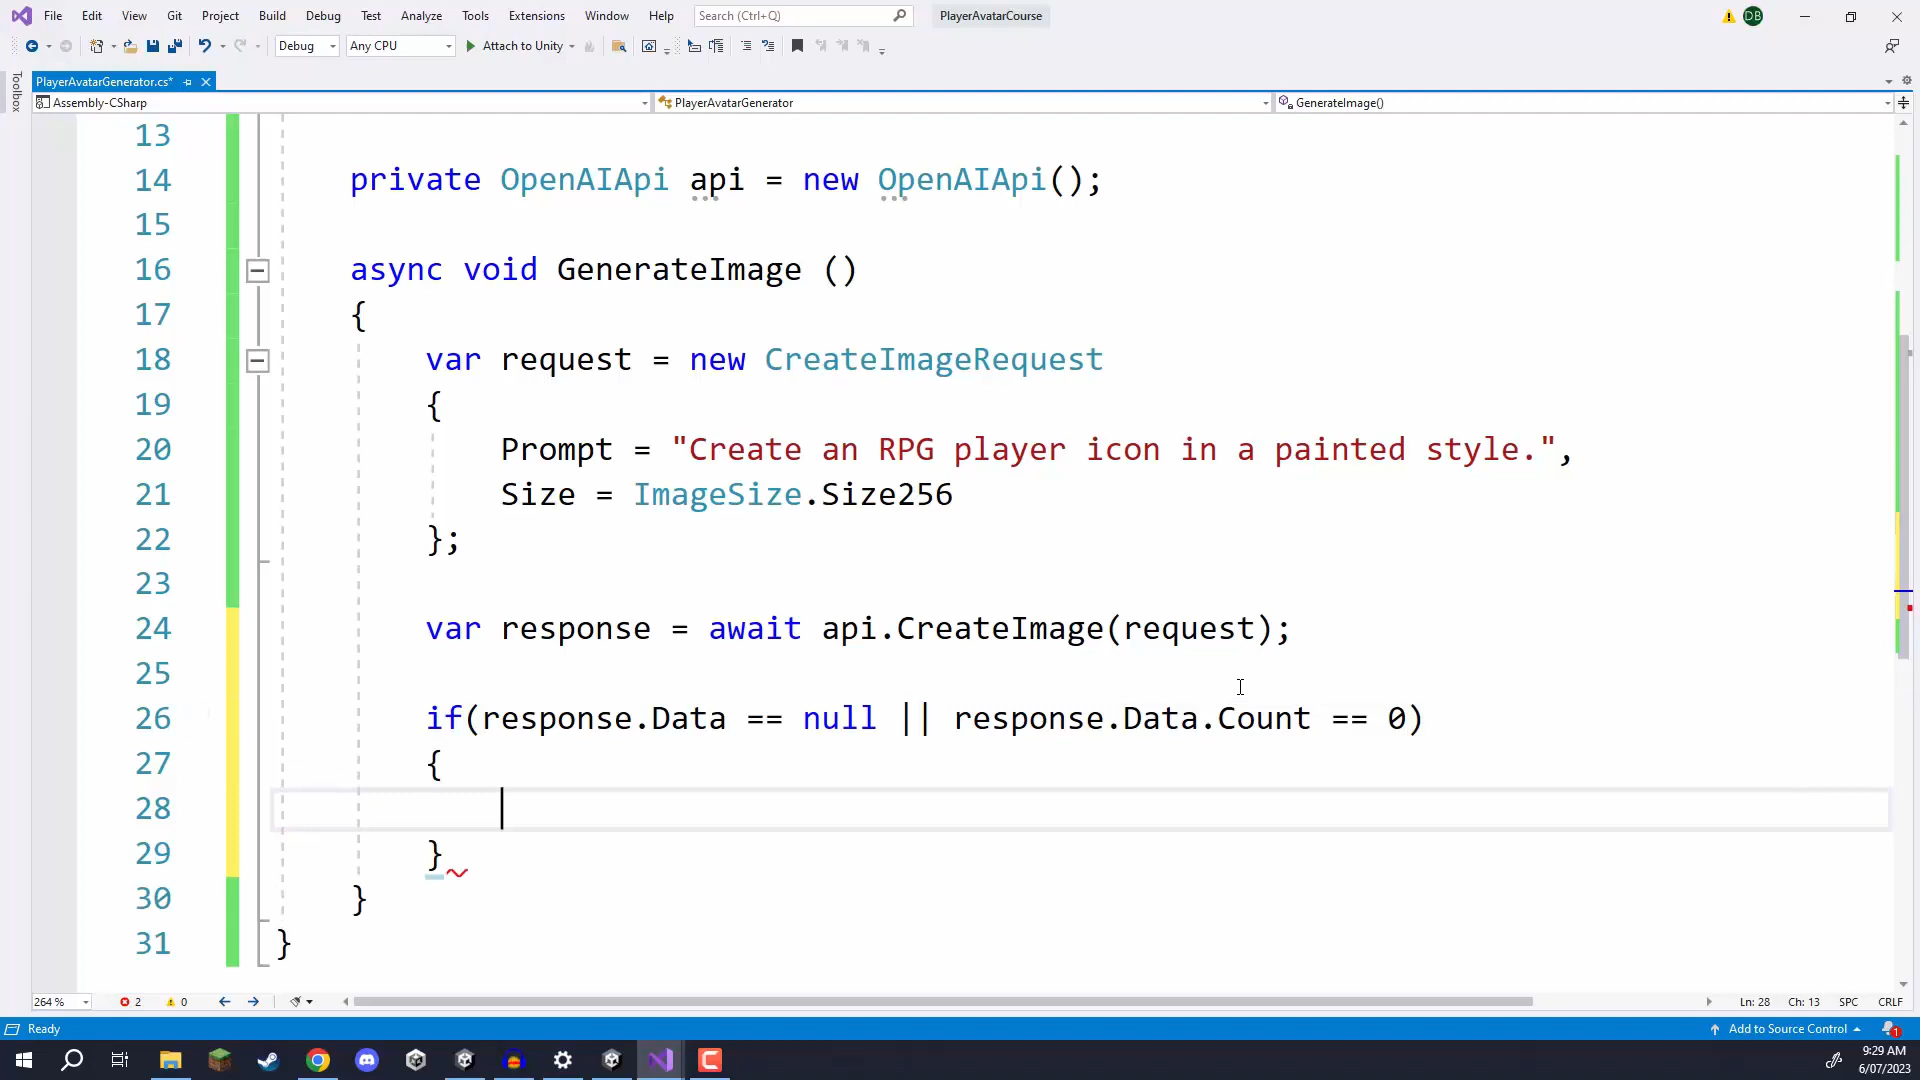 File Edit View Git Project Build Debug Test Analyze Tools Extensions Window Help Search (Ctrl+Q) PlayerAvatarCourse DB
Debug Any CPU Attach to Unity
Toolbox
PlayerAvatarGenerator.cs*
Assembly-CSharp PlayerAvatarGenerator GenerateImage()
13
14 private OpenAIApi api = new OpenAIApi();
15
16 async void GenerateImage ()
17 {
18 var request = new CreateImageRequest
19 {
20 Prompt = "Create an RPG player icon in a painted style.",
21 Size = ImageSize.Size256
22 };
23
24 var response = await api.CreateImage(request);
25
26 if(response.Data == null || response.Data.Count == 0)
27 {
28
29 }
30 }
31 }
264 % 2 0 Ln: 28 Ch: 13 SPC CRLF
Ready Add to Source Control 1
9:29 AM
6/07/2023